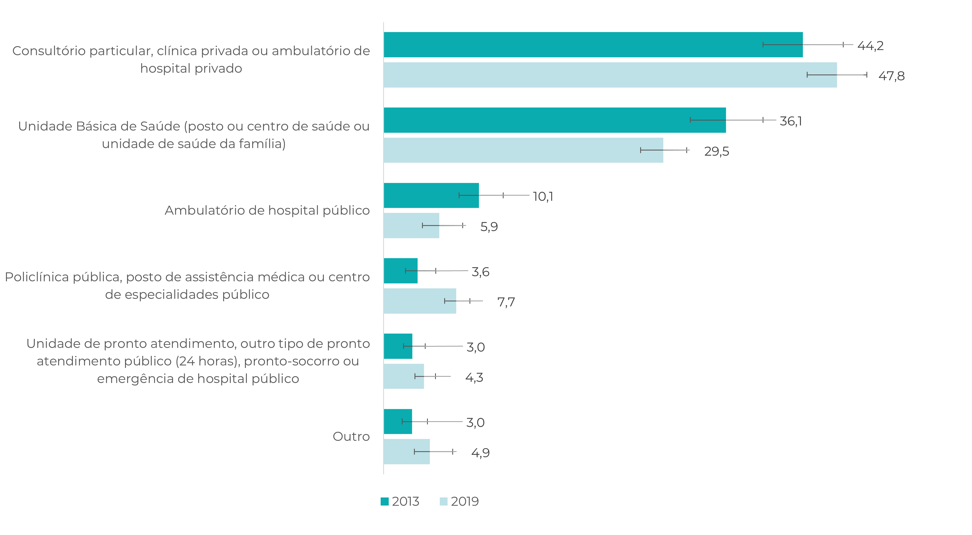 Consultório particular, clínica privada ou ambulatório de
hospital privado
44,2
47,8
Unidade Básica de Saúde (posto ou centro de saúde ou
unidade de saúde da família)
36,1
29,5
Ambulatório de hospital público
10,1
5,9
Policlínica pública, posto de assistência médica ou centro
de especialidades público
3,6
7,7
Unidade de pronto atendimento, outro tipo de pronto
atendimento público (24 horas), pronto-socorro ou
emergência de hospital público
3,0
4,3
Outro
3,0
4,9
2013 2019